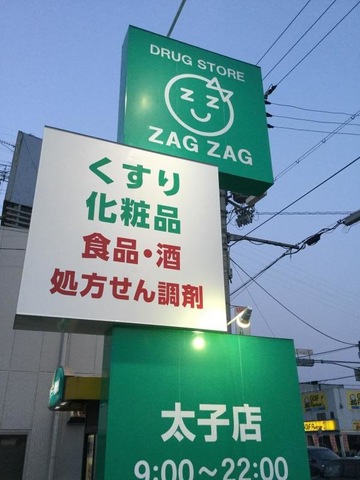 DRUG STORE
ZAG ZAG
くすり
化粧品
食品・酒
処方せん調剤
太子店
9:00～22:00